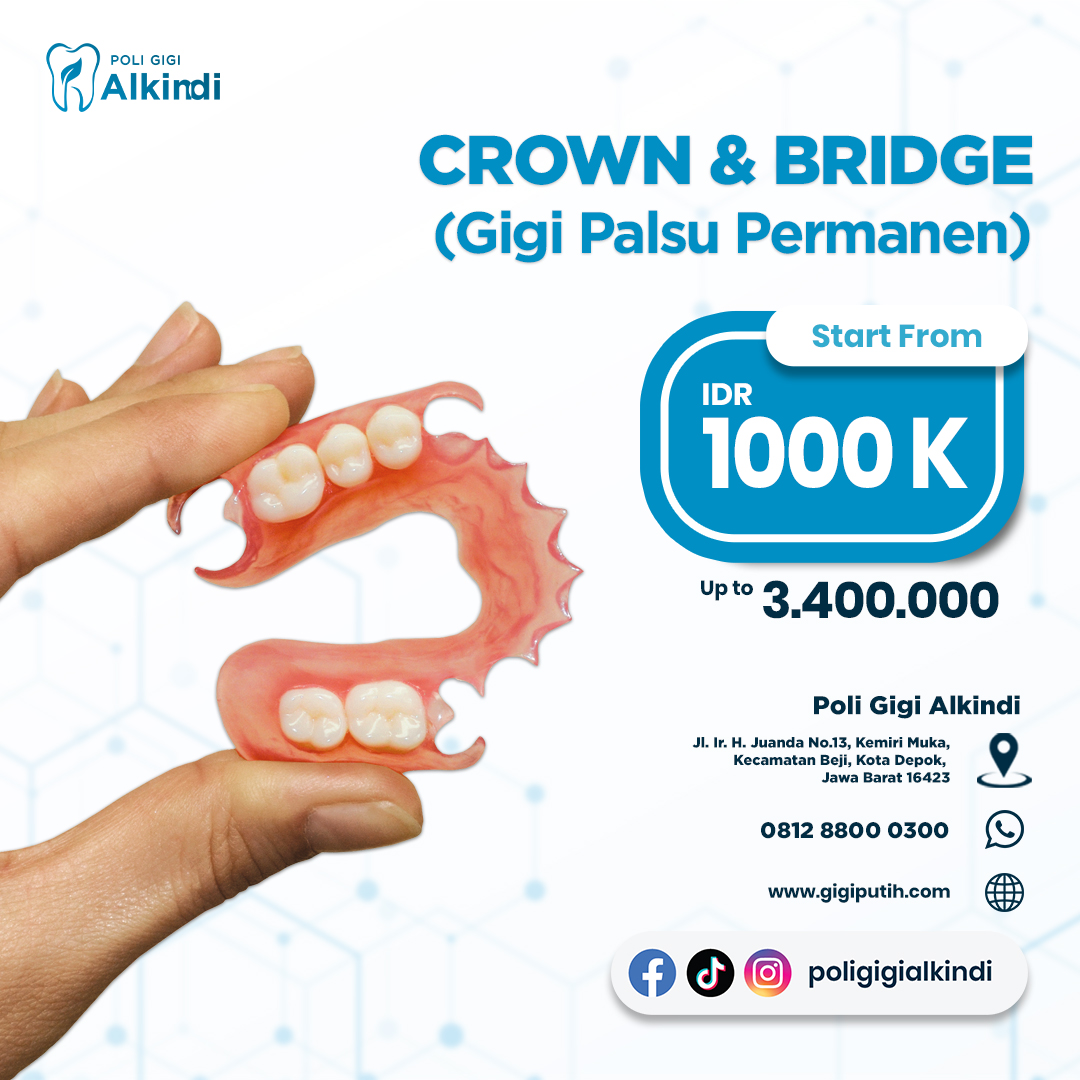 POLI GIGI
Alkindi
CROWN & BRIDGE
(Gigi Palsu Permanen)
Start From
IDR
1000 K
Up to 3.400.000
Poli Gigi Alkindi
Jl. Ir. H. Juanda No.13, Kemiri Muka,
Kecamatan Beji, Kota Depok,
Jawa Barat 16423
0812 8800 0300
www.gigiputih.com
poligigialkindi